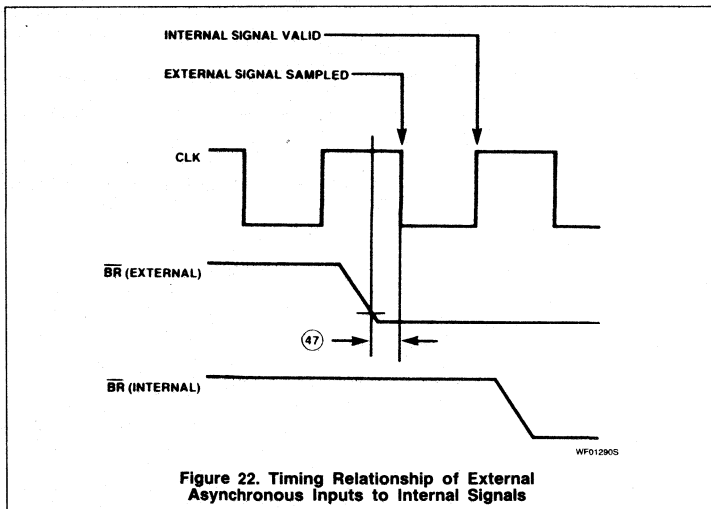 INTERNAL SIGNAL VALID
EXTERNAL SIGNAL SAMPLED
CLK
BR (EXTERNAL)
47
BR (INTERNAL)
WF01290S
Figure 22. Timing Relationship of External
Asynchronous Inputs to Internal Signals